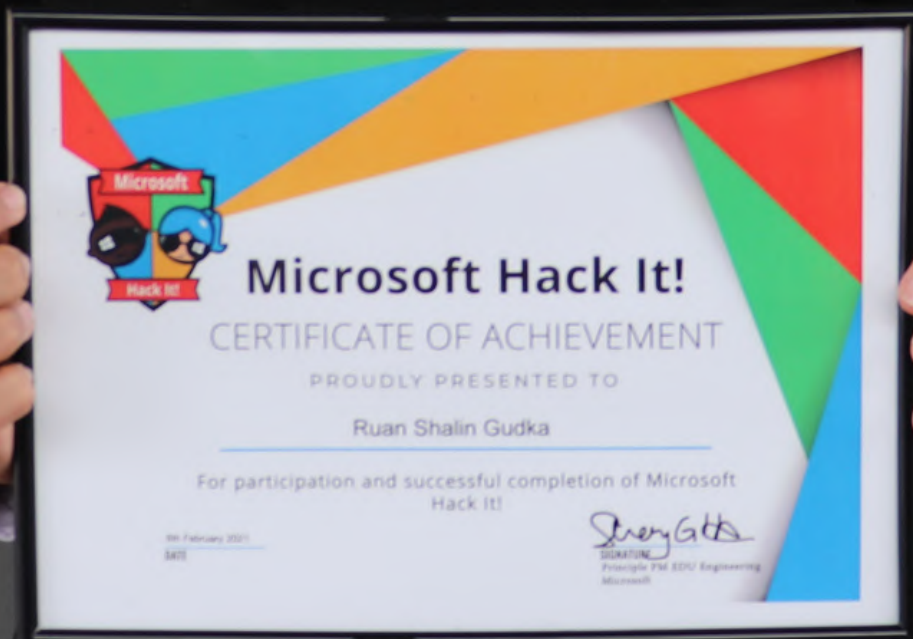 Microsoft
Hack It!
Microsoft Hack It!
CERTIFICATE OF ACHIEVEMENT
PROUDLY PRESENTED TO
Ruan Shalin Gudka
For participation and successful completion of Microsoft
Hack It!
February 2021
DATE
SIGNATURE
Principle PM EDU Engineering
Microsoft